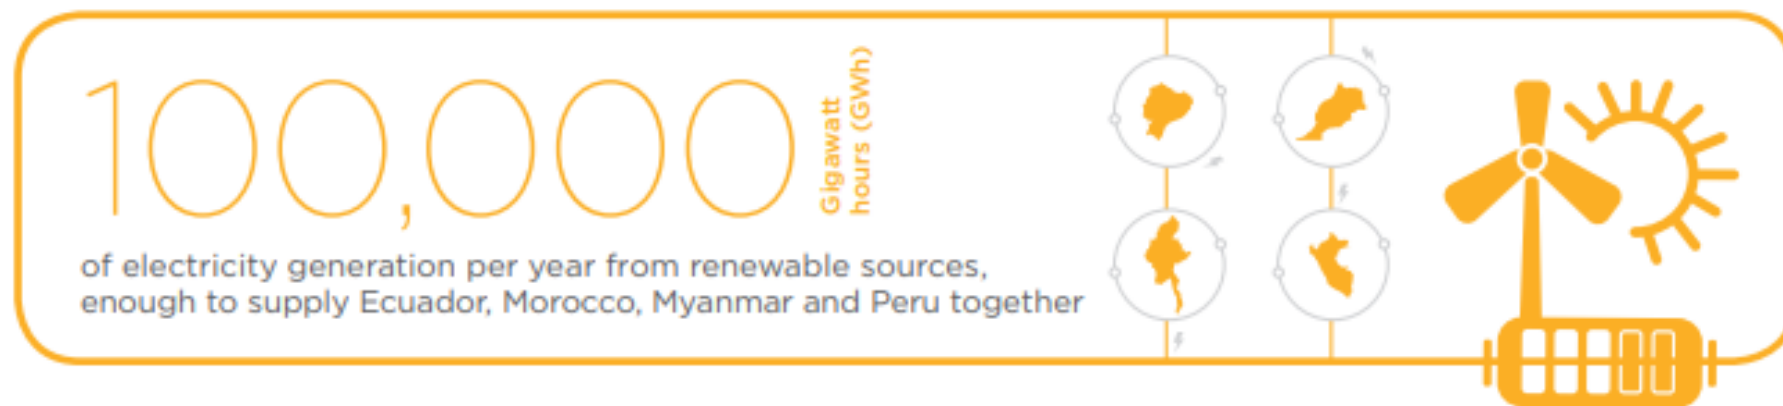 100,000
Gigawatt
hours (GWh)
of electricity generation per year from renewable sources,
enough to supply Ecuador, Morocco, Myanmar and Peru together